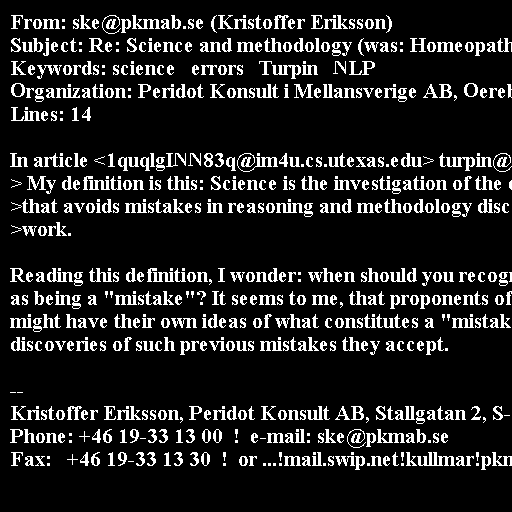 From: ske@pkmab.se (Kristoffer Eriksson)
Subject: Re: Science and methodology (was: Homeopath
Keywords: science errors Turpin NLP
Organization: Peridot Konsult i Mellansverige AB, Oereb
Lines: 14
In article <1quqlgINN83q@im4u.cs.utexas.edu> turpin@
> My definition is this: Science is the investigation of the
>that avoids mistakes in reasoning and methodology disc
>work.
Reading this definition, I wonder: when should you recogn
as being a "mistake"? It seems to me, that proponents of
might have their own ideas of what constitutes a "mistak
discoveries of such previous mistakes they accept.
--
Kristoffer Eriksson, Peridot Konsult AB, Stallgatan 2, S-
Phone: +46 19-33 13 00 ! e-mail: ske@pkmab.se
Fax: +46 19-33 13 30 ! or ...!mail.swip.net!kullmar!pkm